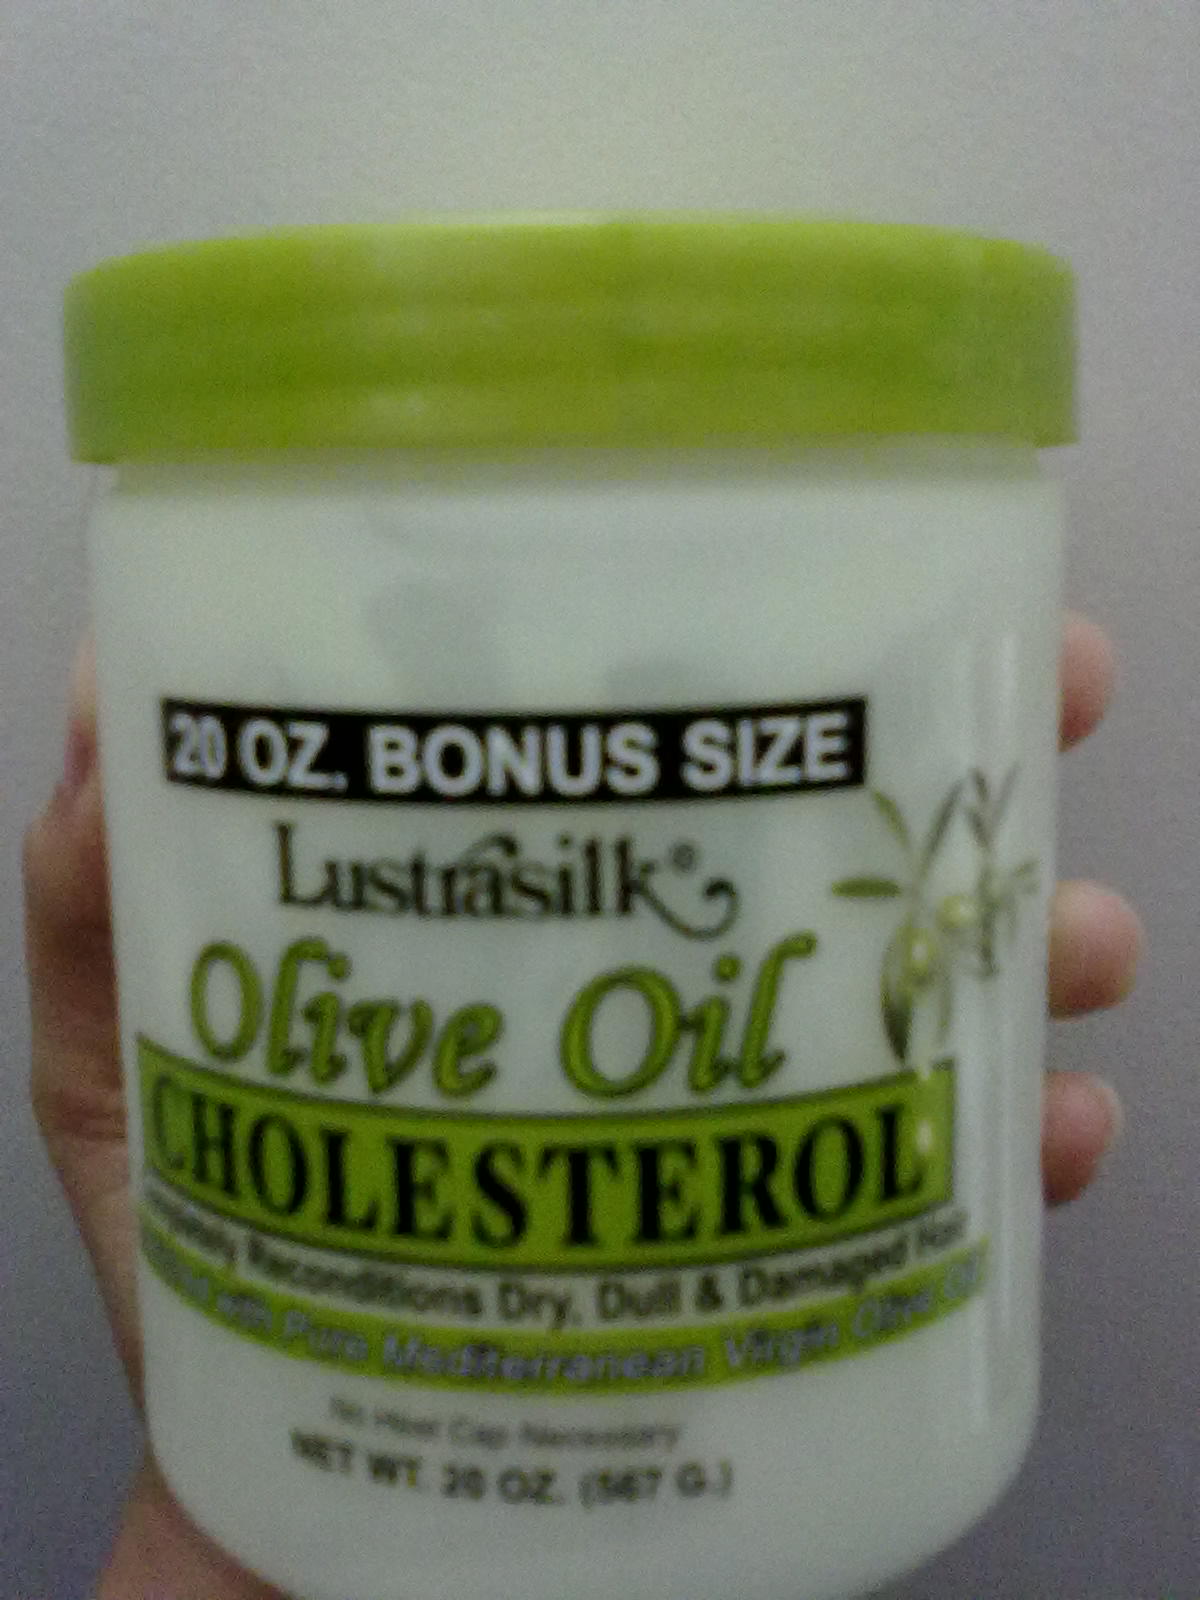 20 OZ. BONUS SIZE
Lustrasilk®
Olive Oil
CHOLESTEROL
Reconditions Dry, Dull & Damaged Hair
with Pure Mediterranean Virgin Olive Oil
No Heat Cap Necessary
NET WT. 20 OZ. (567 G.)